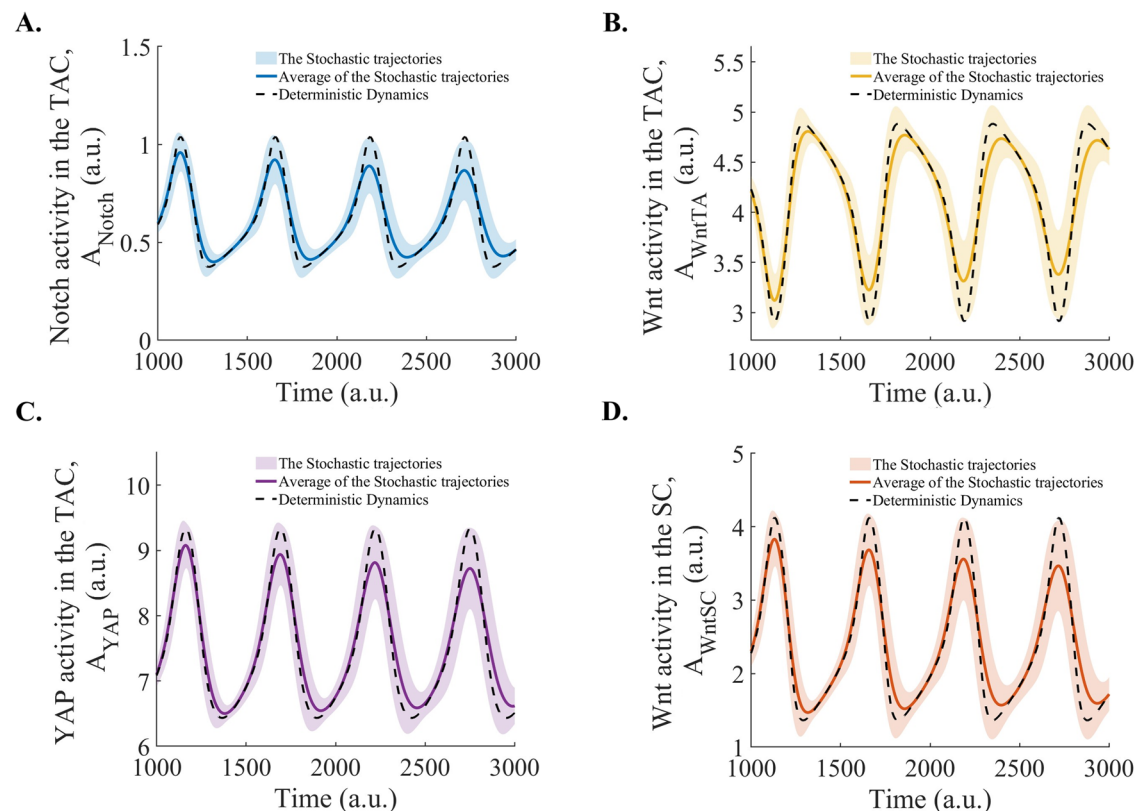 A.
Notch activity in the TAC,
A_Notch (a.u.)
1.5
1
0.5
0
The Stochastic trajectories
Average of the Stochastic trajectories
Deterministic Dynamics
1000 1500 2000 2500 3000
Time (a.u.)
B.
Wnt activity in the TAC,
A_WntTA (a.u.)
5.5
5
4.5
4
3.5
3
The Stochastic trajectories
Average of the Stochastic trajectories
Deterministic Dynamics
1000 1500 2000 2500 3000
Time (a.u.)
C.
YAP activity in the TAC,
A_YAP (a.u.)
10
9
8
7
6
The Stochastic trajectories
Average of the Stochastic trajectories
Deterministic Dynamics
1000 1500 2000 2500 3000
Time (a.u.)
D.
Wnt activity in the SC,
A_WntSC (a.u.)
5
4
3
2
1
The Stochastic trajectories
Average of the Stochastic trajectories
Deterministic Dynamics
1000 1500 2000 2500 3000
Time (a.u.)